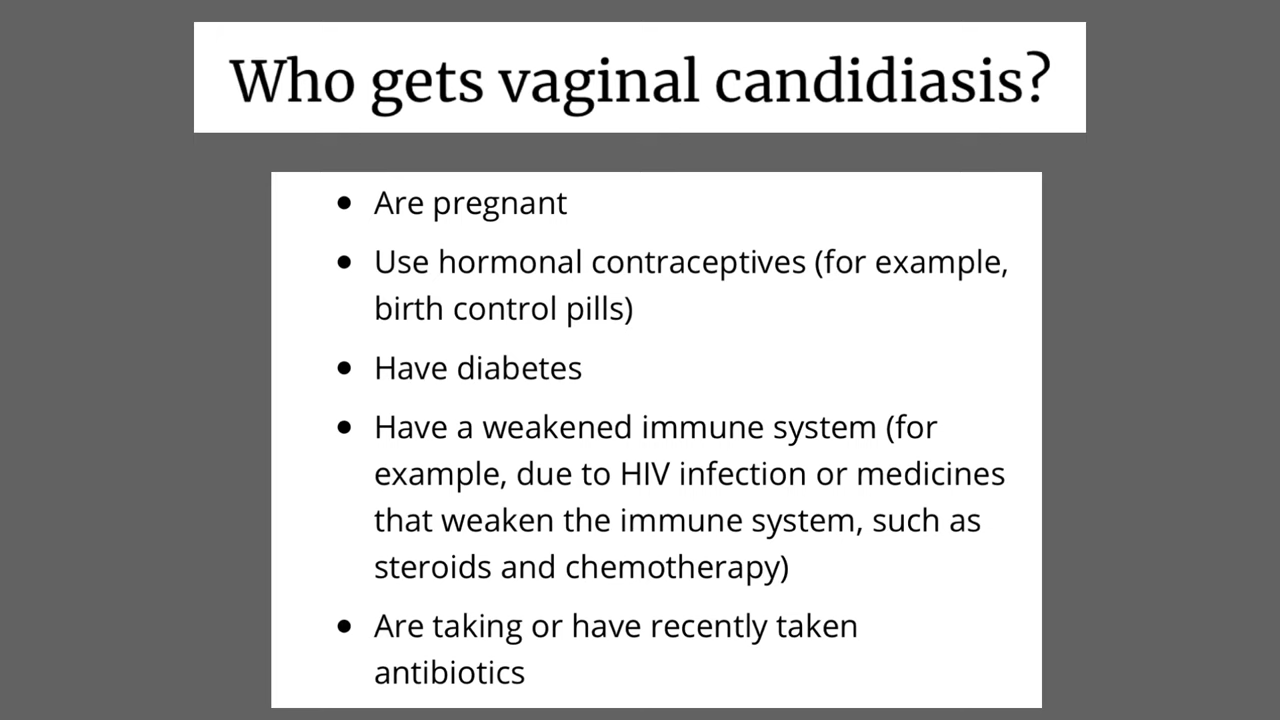 Who gets vaginal candidiasis?
• Are pregnant
• Use hormonal contraceptives (for example,
birth control pills)
• Have diabetes
• Have a weakened immune system (for
example, due to HIV infection or medicines
that weaken the immune system, such as
steroids and chemotherapy)
• Are taking or have recently taken
antibiotics